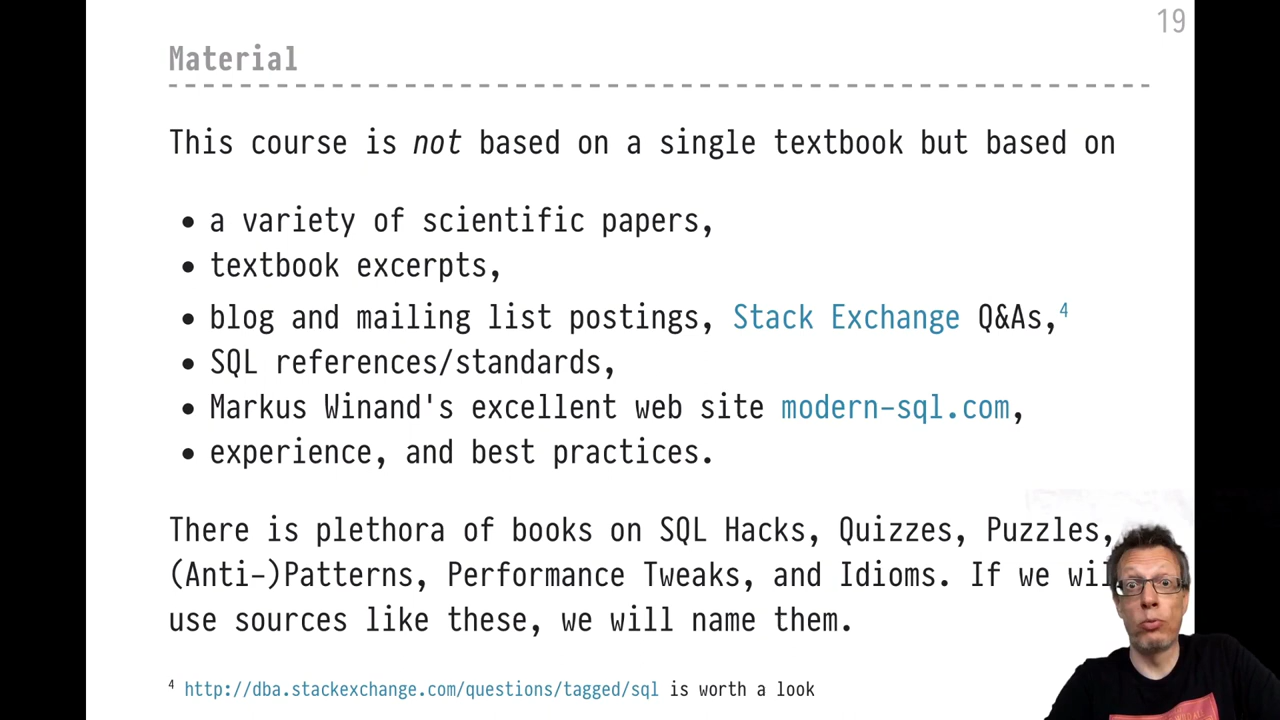 19
Material
This course is not based on a single textbook but based on
• a variety of scientific papers,
• textbook excerpts,
• blog and mailing list postings, Stack Exchange Q&As,⁴
• SQL references/standards,
• Markus Winand's excellent web site modern-sql.com,
• experience, and best practices.
There is plethora of books on SQL Hacks, Quizzes, Puzzles,
(Anti-)Patterns, Performance Tweaks, and Idioms. If we wil
use sources like these, we will name them.
⁴ http://dba.stackexchange.com/questions/tagged/sql is worth a look